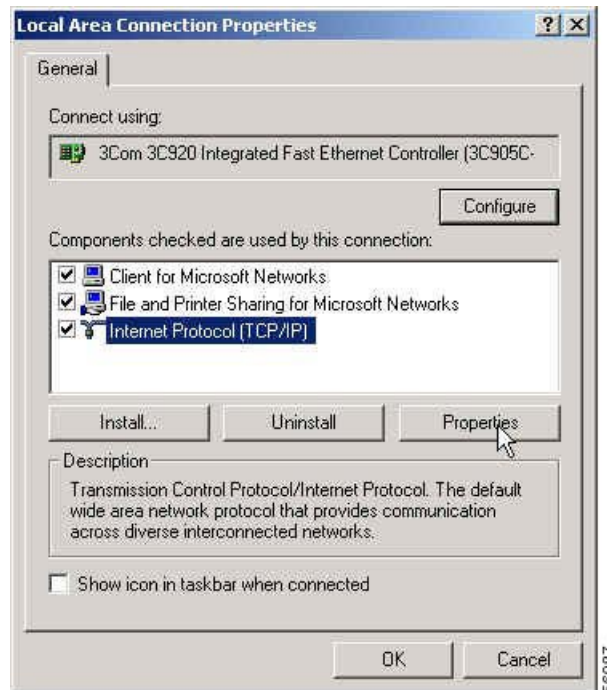 Local Area Connection Properties
General
Connect using:
3Com 3C920 Integrated Fast Ethernet Controller (3C905C-
Configure
Components checked are used by this connection:
Client for Microsoft Networks
File and Printer Sharing for Microsoft Networks
Internet Protocol (TCP/IP)
Install...
Uninstall
Properties
Description
Transmission Control Protocol/Internet Protocol. The default
wide area network protocol that provides communication
across diverse interconnected networks.
Show icon in taskbar when connected
OK
Cancel